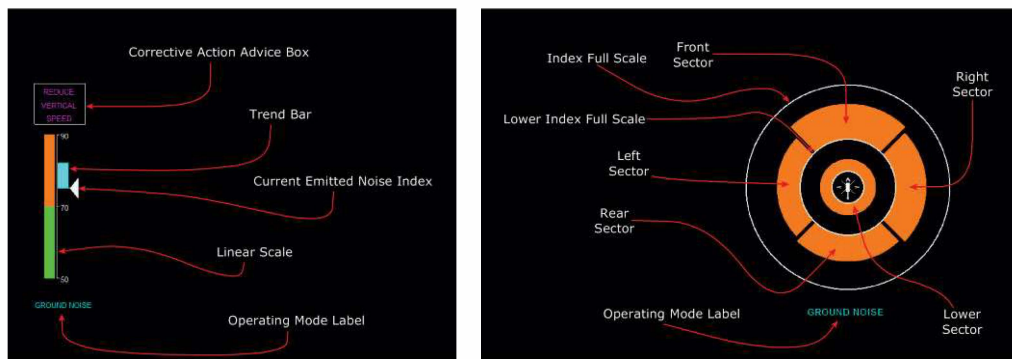 Corrective Action Advice Box
REDUCE
VERTICAL
SPEED
90
Trend Bar
Current Emitted Noise Index
70
Linear Scale
50
GROUND NOISE
Operating Mode Label
Index Full Scale
Front
Sector
Right
Sector
Lower Index Full Scale
Left
Sector
Rear
Sector
Operating Mode Label
GROUND NOISE
Lower
Sector